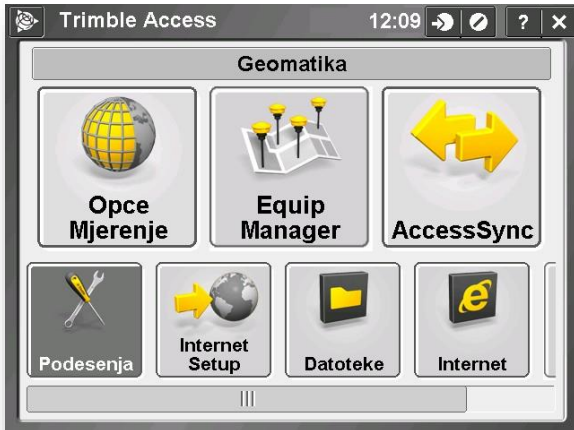 Trimble Access
12:09
?
Geomatika
Opce
Mjerenje
Equip
Manager
AccessSync
Podesenja
Internet
Setup
Datoteke
Internet